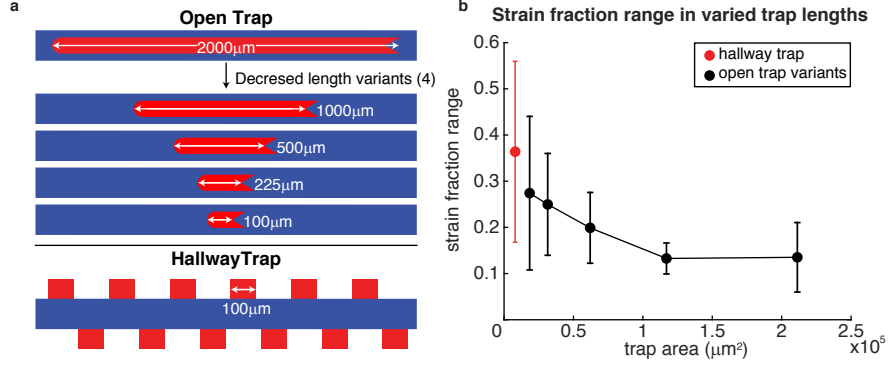 a
Open Trap
2000μm
Decresed length variants (4)
1000μm
500μm
225μm
100μm
HallwayTrap
100μm
b
Strain fraction range in varied trap lengths
hallway trap
open trap variants
strain fraction range
0.6
0.5
0.4
0.3
0.2
0.1
0
0.5
1.0
1.5
2.0
2.5
x10⁵
trap area (μm²)